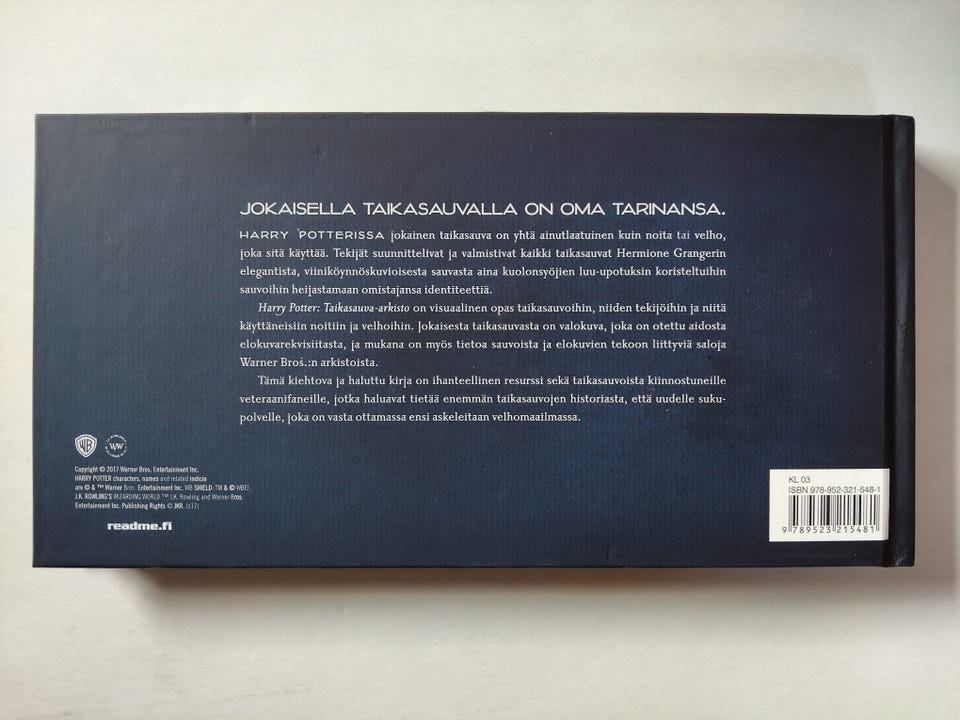 JOKAISELLA TAIKASAUVALLA ON OMA TARINANSA.
HARRY POTTERISSA jokainen taikasauva on yhtä ainutlaatuinen kuin noita tai velho,
joka sitä käyttää. Tekijät suunnittelivat ja valmistivat kaikki taikasauvat Hermione Grangerin
elegantista, viiniköynnöskuvioisesta sauvasta aina kuolonsyöjien luu-upotuksin koristeltuihin
sauvoihin heijastamaan omistajansa identiteettiä.
Harry Potter: Taikasauva-arkisto on visuaalinen opas taikasauvoihin, niiden tekijöihin ja niitä
käyttäneisiin noitiin ja velhoihin. Jokaisesta taikasauvasta on valokuva, joka on otettu aidosta
elokuvarekvisiitasta, ja mukana on myös tietoa sauvoista ja elokuvien tekoon liittyviä saloja
Warner Bros.:n arkistoista.
Tämä kiehtova ja haluttu kirja on ihanteellinen resurssi sekä taikasauvoista kiinnostuneille
veteraanifaneille, jotka haluavat tietää enemmän taikasauvojen historiasta, että uudelle suku-
polvelle, joka on vasta ottamassa ensi askeleitaan velhomaailmassa.
WB
WW
Copyright © 2017 Warner Bros. Entertainment Inc.
HARRY POTTER characters, names and related indicia
are © & ™ Warner Bros. Entertainment Inc. WB SHIELD: TM & © WBEI.
J.K. ROWLING'S WIZARDING WORLD ™ J.K. Rowling and Warner Bros.
Entertainment Inc. Publishing Rights © JKR. (s17)
readme.fi
KL 03
ISBN 978-952-321-548-1
9 789523 215481